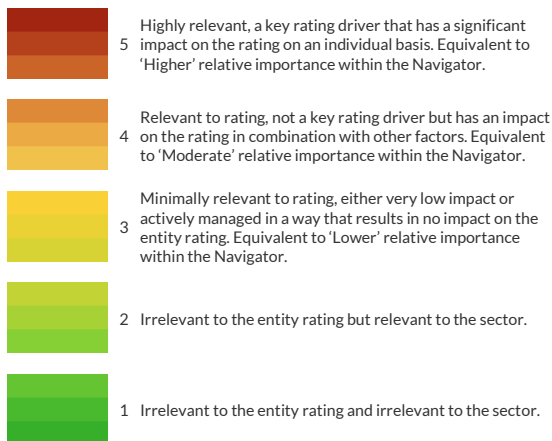 Highly relevant, a key rating driver that has a significant
5 impact on the rating on an individual basis. Equivalent to
‘Higher’ relative importance within the Navigator.
Relevant to rating, not a key rating driver but has an impact
4 on the rating in combination with other factors. Equivalent
to ‘Moderate’ relative importance within the Navigator.
Minimally relevant to rating, either very low impact or
actively managed in a way that results in no impact on the
3 entity rating. Equivalent to ‘Lower’ relative importance
within the Navigator.
2 Irrelevant to the entity rating but relevant to the sector.
1 Irrelevant to the entity rating and irrelevant to the sector.